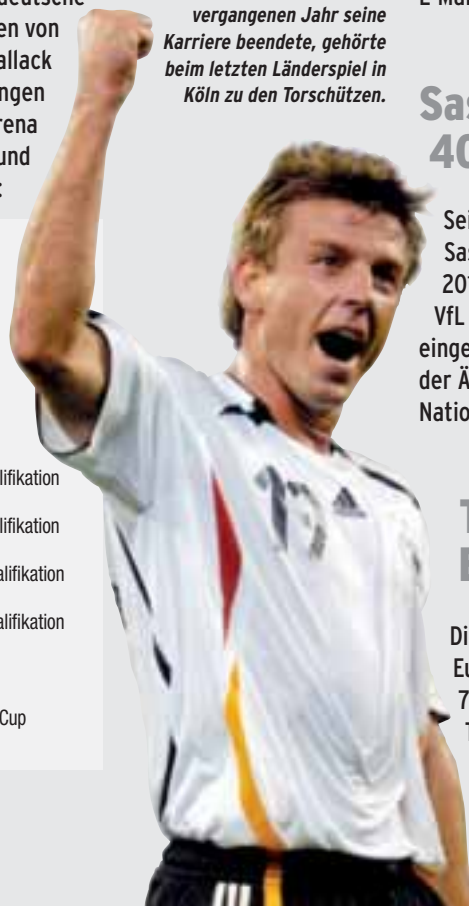 deutsche
en von
allack
ngen
rena
und
vergangenen Jahr seine
Karriere beendete, gehörte
beim letzten Länderspiel in
Köln zu den Torschützen.
lifikation
lifikation
alifikation
alifikation
Cup
Sas
40
Sei
Sas
201
VfL
einge
der Ä
Natio
Di
Eu
7